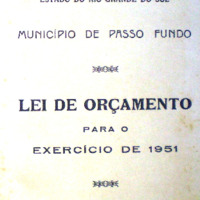 ESTADO DO RIO GRANDE DO SUL
MUNICÍPIO DE PASSO FUNDO
LEI DE ORÇAMENTO
PARA O
EXERCÍCIO DE 1951